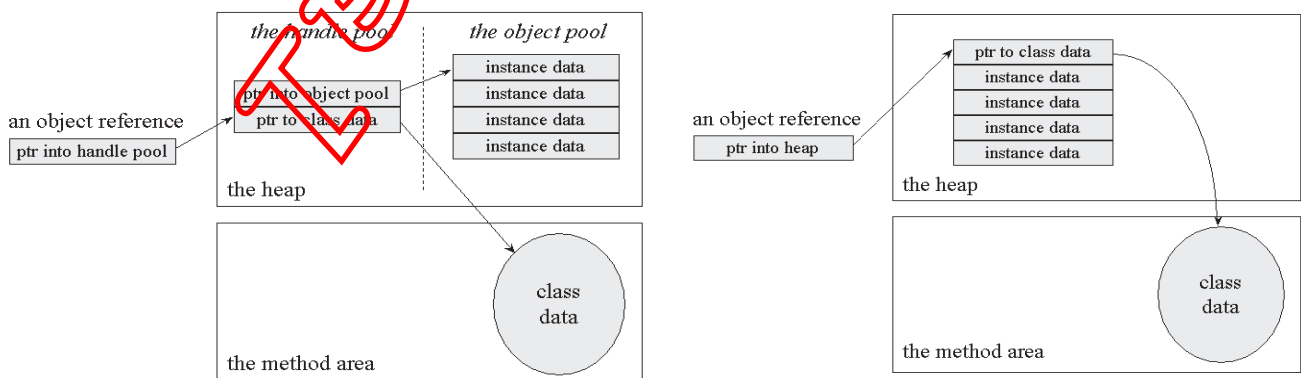 the handle pool
the object pool
instance data
instance data
instance data
instance data
ptr into object pool
ptr to class data
an object reference
ptr into handle pool
the heap
class
data
the method area
ptr to class data
instance data
instance data
instance data
instance data
an object reference
ptr into heap
the heap
class
data
the method area